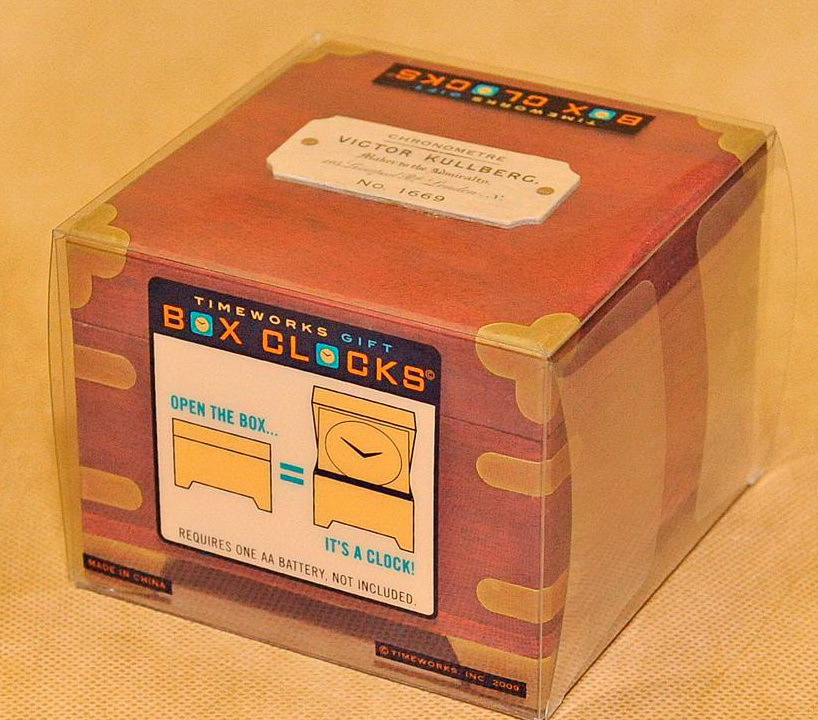 BOX CLOCKS
TIMEWORKS GIFT
CHRONOMETRE
VICTOR KULLBERG,
Maker to the Admiralty,
London
No. 1669
TIMEWORKS GIFT
BOX CLOCKS©
OPEN THE BOX...
=
IT'S A CLOCK!
REQUIRES ONE AA BATTERY, NOT INCLUDED.
MADE IN CHINA
© TIMEWORKS, INC. 2009